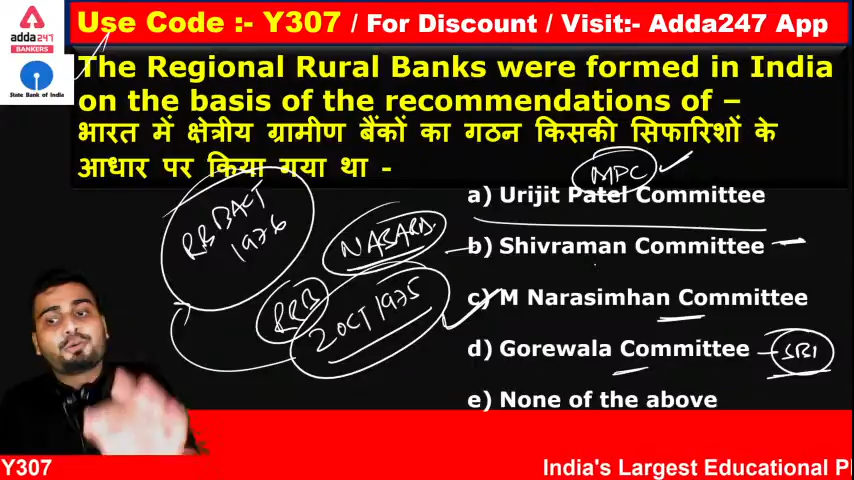 adda247
BANKERS
State Bank of India
Use Code :- Y307 / For Discount / Visit:- Adda247 App
The Regional Rural Banks were formed in India
on the basis of the recommendations of –
भारत में क्षेत्रीय ग्रामीण बैंकों का गठन किसकी सिफारिशों के
आधार पर किया गया था -
MPC
a) Urijit Patel Committee
b) Shivraman Committee
c) M Narasimhan Committee
d) Gorewala Committee
SBI
e) None of the above
RRB ACT
1976
NABARD
RRB
2 OCT 1975
Y307
India's Largest Educational P